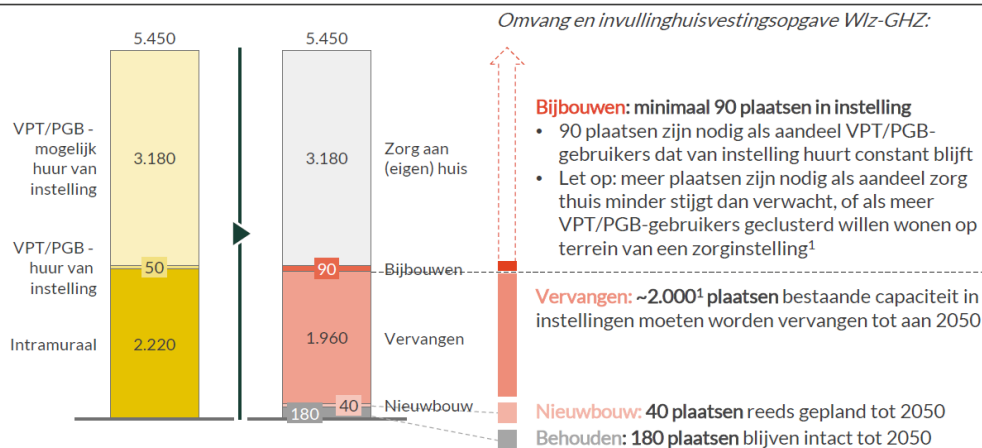 Omvang en invullinghuisvestingsopgave Wlz-GHZ:
5.450
5.450
VPT/PGB -
mogelijk
huur van
instelling
3.180
3.180
Zorg aan
(eigen) huis
VPT/PGB -
huur van
instelling
50
90
Bijbouwen
Intramuraal
2.220
1.960
Vervangen
40
Nieuwbouw
180
Bijbouwen: minimaal 90 plaatsen in instelling
• 90 plaatsen zijn nodig als aandeel VPT/PGB-
gebruikers dat van instelling huurt constant blijft
• Let op: meer plaatsen zijn nodig als aandeel zorg
thuis minder stijgt dan verwacht, of als meer
VPT/PGB-gebruikers geclusterd willen wonen op
terrein van een zorginstelling¹
Vervangen: ~2.000¹ plaatsen bestaande capaciteit in
instellingen moeten worden vervangen tot aan 2050
Nieuwbouw: 40 plaatsen reeds gepland tot 2050
Behouden: 180 plaatsen blijven intact tot 2050